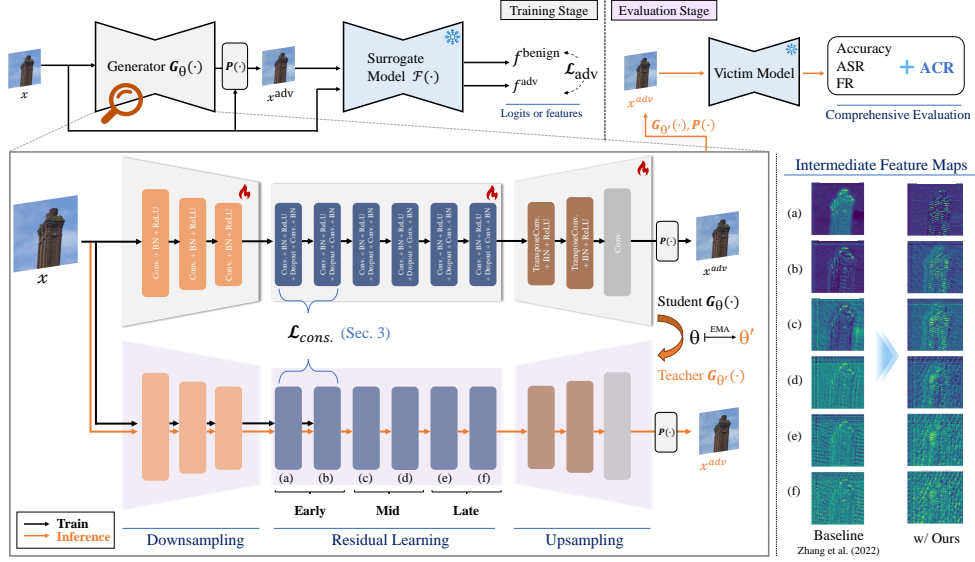 Training Stage
Evaluation Stage
x
Generator G_θ(·)
P(·)
x^adv
Surrogate
Model F(·)
f^benign
f^adv
L_adv
Logits or features
x^adv
Victim Model
Accuracy
ASR
FR
+ ACR
Comprehensive Evaluation
G_θ′(·), P(·)
x
Conv. + BN + ReLU
Conv. + BN + ReLU
Conv. + BN + ReLU
Conv. + BN + ReLU
+ Dropout + Conv. + BN
Conv. + BN + ReLU
+ Dropout + Conv. + BN
Conv. + BN + ReLU
+ Dropout + Conv. + BN
Conv. + BN + ReLU
+ Dropout + Conv. + BN
Conv. + BN + ReLU
+ Dropout + Conv. + BN
Conv. + BN + ReLU
+ Dropout + Conv. + BN
TransposeConv.
+ BN + ReLU
TransposeConv.
+ BN + ReLU
Conv.
P(·)
x^adv
L_cons. (Sec. 3)
Student G_θ(·)
θ EMA θ′
Teacher G_θ′(·)
P(·)
x^adv
(a)
(b)
(c)
(d)
(e)
(f)
Early
Mid
Late
Train
Inference
Downsampling
Residual Learning
Upsampling
Intermediate Feature Maps
(a)
(b)
(c)
(d)
(e)
(f)
Baseline
Zhang et al. (2022)
w/ Ours